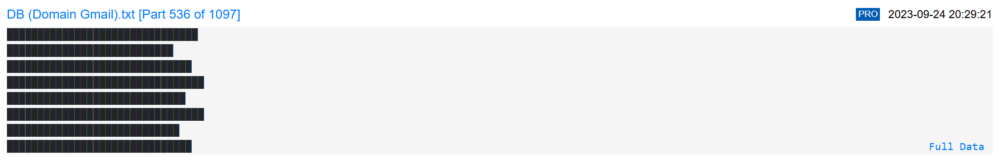 DB (Domain Gmail).txt [Part 536 of 1097]
PRO 2023-09-24 20:29:21
Full Data